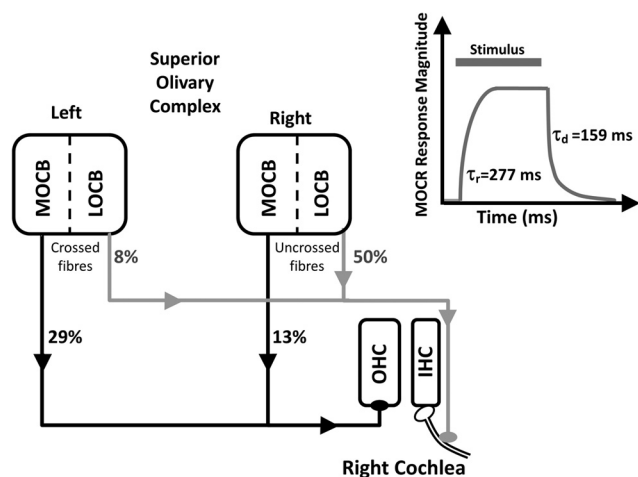 Superior
Olivary
Complex
Left
Right
MOCB
LOCB
MOCB
LOCB
Crossed
fibres
8%
Uncrossed
fibres
50%
29%
13%
OHC
IHC
Right Cochlea
Stimulus
MOCR Response Magnitude
τd =159 ms
τr=277 ms
Time (ms)